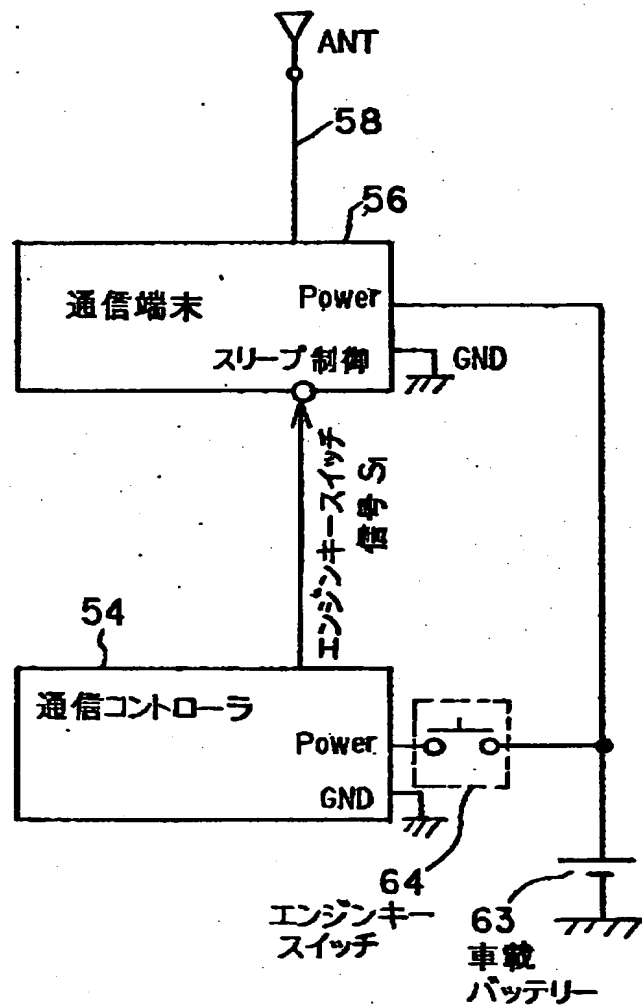 ANT
58
56
通信端末
Power
スリープ制御
GND
エンジンキースイッチ
信号 S1
54
通信コントローラ
Power
GND
64
エンジンキー
スイッチ
63
車載
バッテリー